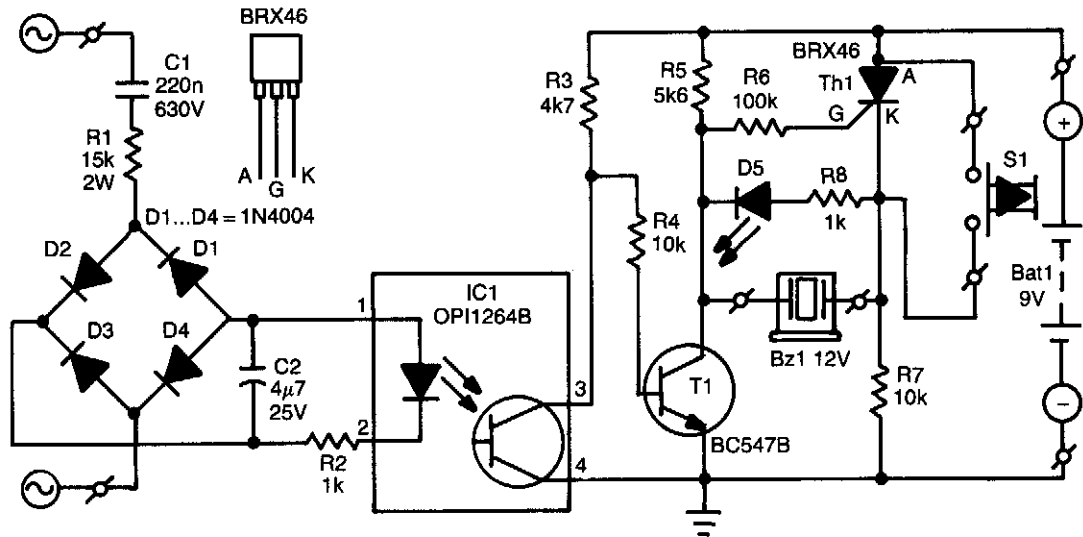 BRX46
A G K
C1
220n
630V
R1
15k
2W
D1...D4 = 1N4004
D2
D1
D3
D4
C2
4μ7
25V
R2
1k
1
2
IC1
OPI1264B
3
4
R3
4k7
R4
10k
R5
5k6
R6
100k
BRX46
Th1
A
G
K
D5
R8
1k
Bz1 12V
T1
BC547B
R7
10k
S1
+
Bat1
9V
−